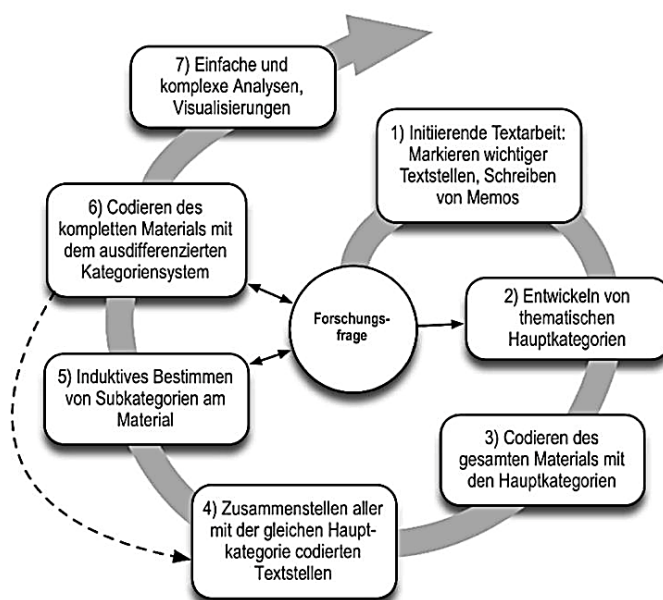 7) Einfache und
komplexe Analysen,
Visualisierungen
1) Initiierende Textarbeit:
Markieren wichtiger
Textstellen, Schreiben
von Memos
6) Codieren des
kompletten Materials mit
dem ausdifferenzierten
Kategoriensystem
Forschungs-
frage
2) Entwickeln von
thematischen
Hauptkategorien
5) Induktives Bestimmen
von Subkategorien am
Material
3) Codieren des
gesamten Materials mit
den Hauptkategorien
4) Zusammenstellen aller
mit der gleichen Haupt-
kategorie codierten
Textstellen